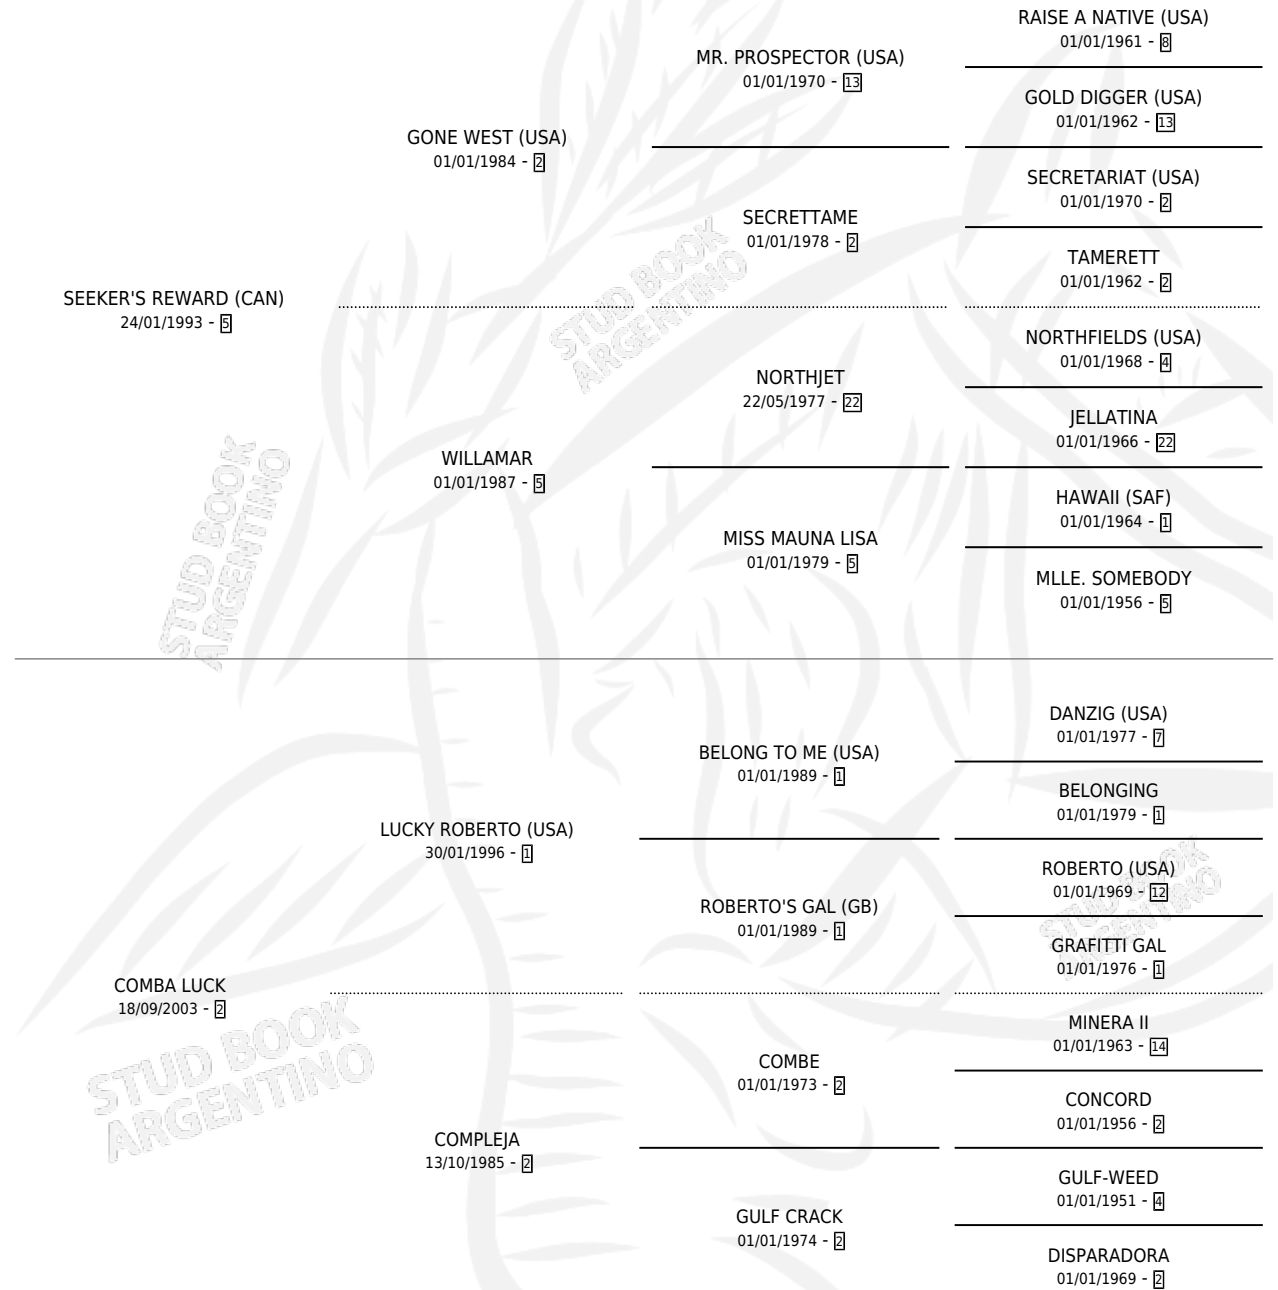 RAISE A NATIVE (USA)
01/01/1961 - 8
MR. PROSPECTOR (USA)
01/01/1970 - 13
GOLD DIGGER (USA)
01/01/1962 - 13
GONE WEST (USA)
01/01/1984 - 2
SECRETARIAT (USA)
01/01/1970 - 2
SECRETTAME
01/01/1978 - 2
TAMERETT
01/01/1962 - 2
SEEKER'S REWARD (CAN)
24/01/1993 - 5
STUD BOOK
ARGENTINO
NORTHFIELDS (USA)
01/01/1968 - 4
NORTHJET
22/05/1977 - 22
JELLATINA
01/01/1966 - 22
WILLAMAR
01/01/1987 - 5
HAWAII (SAF)
01/01/1964 - 1
MISS MAUNA LISA
01/01/1979 - 5
MLLE. SOMEBODY
01/01/1956 - 5
STUD BOOK
ARGENTINO
DANZIG (USA)
01/01/1977 - 7
BELONG TO ME (USA)
01/01/1989 - 1
BELONGING
01/01/1979 - 1
LUCKY ROBERTO (USA)
30/01/1996 - 1
ROBERTO (USA)
01/01/1969 - 12
ROBERTO'S GAL (GB)
01/01/1989 - 1
STUD BOOK
ARGENTINO
GRAFITTI GAL
01/01/1976 - 1
COMBA LUCK
18/09/2003 - 2
STUD BOOK
ARGENTINO
MINERA II
01/01/1963 - 14
COMBE
01/01/1973 - 2
CONCORD
01/01/1956 - 2
COMPLEJA
13/10/1985 - 2
GULF-WEED
01/01/1951 - 4
GULF CRACK
01/01/1974 - 2
DISPARADORA
01/01/1969 - 2